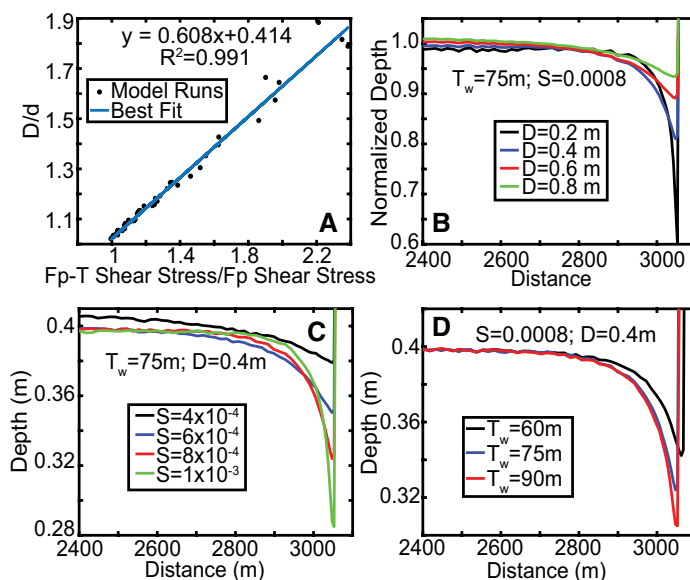 1.9
1.7
1.5
1.3
1.1
D/d
y = 0.608x+0.414
R²=0.991
Model Runs
Best Fit
A
1 1.4 1.8 2.2
Fp-T Shear Stress/Fp Shear Stress
1.0
0.9
0.8
0.7
0.6
Normalized Depth
B
T_w=75m; S=0.0008
D=0.2 m
D=0.4 m
D=0.6 m
D=0.8 m
2400 2600 2800 3000
Distance
0.4
0.36
0.32
0.28
Depth (m)
C
T_w=75m; D=0.4m
S=4x10⁻⁴
S=6x10⁻⁴
S=8x10⁻⁴
S=1x10⁻³
2400 2600 2800 3000
Distance (m)
0.4
0.36
0.32
Depth (m)
D
S=0.0008; D=0.4m
T_w=60m
T_w=75m
T_w=90m
2400 2600 2800 3000
Distance (m)